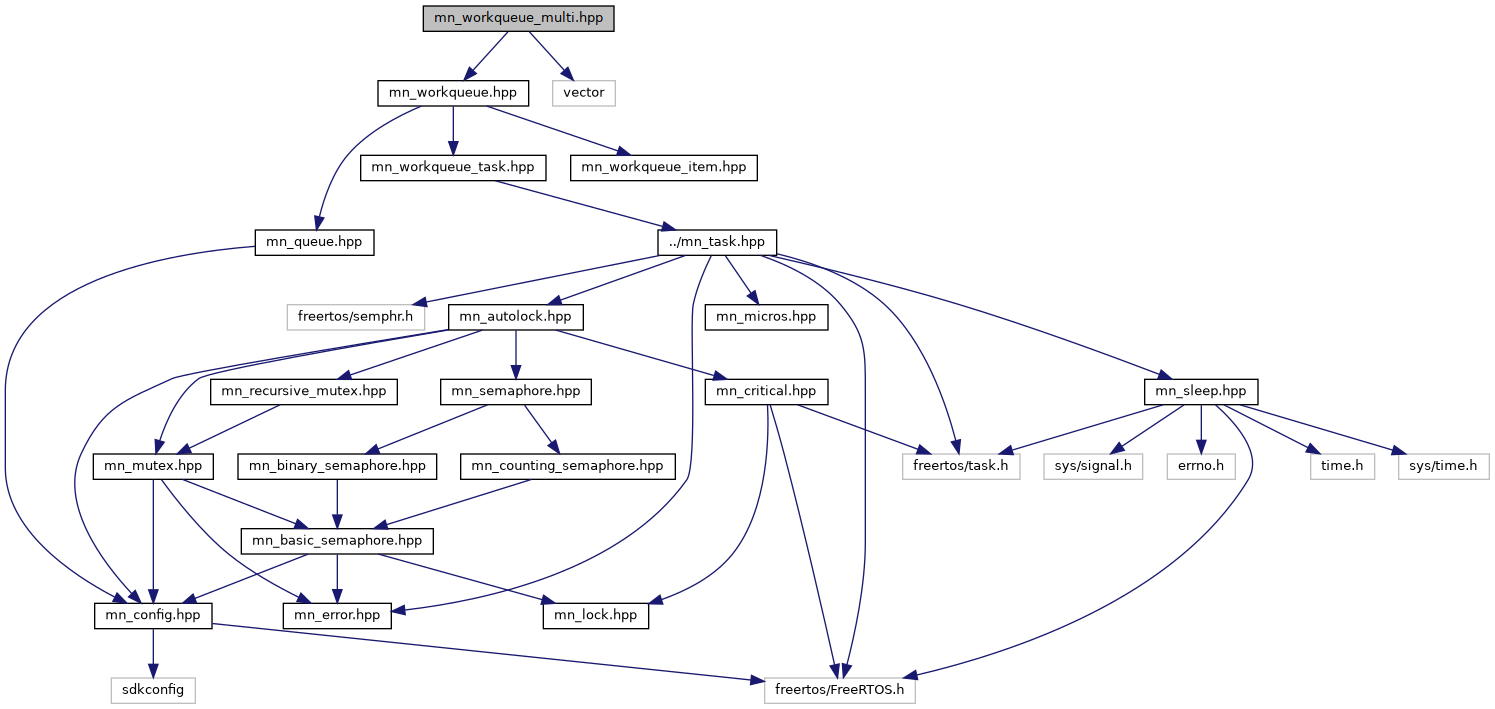 mn_workqueue_multi.hpp
mn_workqueue.hpp
vector
mn_workqueue_task.hpp
mn_workqueue_item.hpp
mn_queue.hpp
../mn_task.hpp
freertos/semphr.h
mn_autolock.hpp
mn_micros.hpp
mn_recursive_mutex.hpp
mn_semaphore.hpp
mn_critical.hpp
mn_sleep.hpp
mn_mutex.hpp
mn_binary_semaphore.hpp
mn_counting_semaphore.hpp
freertos/task.h
sys/signal.h
errno.h
time.h
sys/time.h
mn_basic_semaphore.hpp
mn_config.hpp
mn_error.hpp
mn_lock.hpp
sdkconfig
freertos/FreeRTOS.h